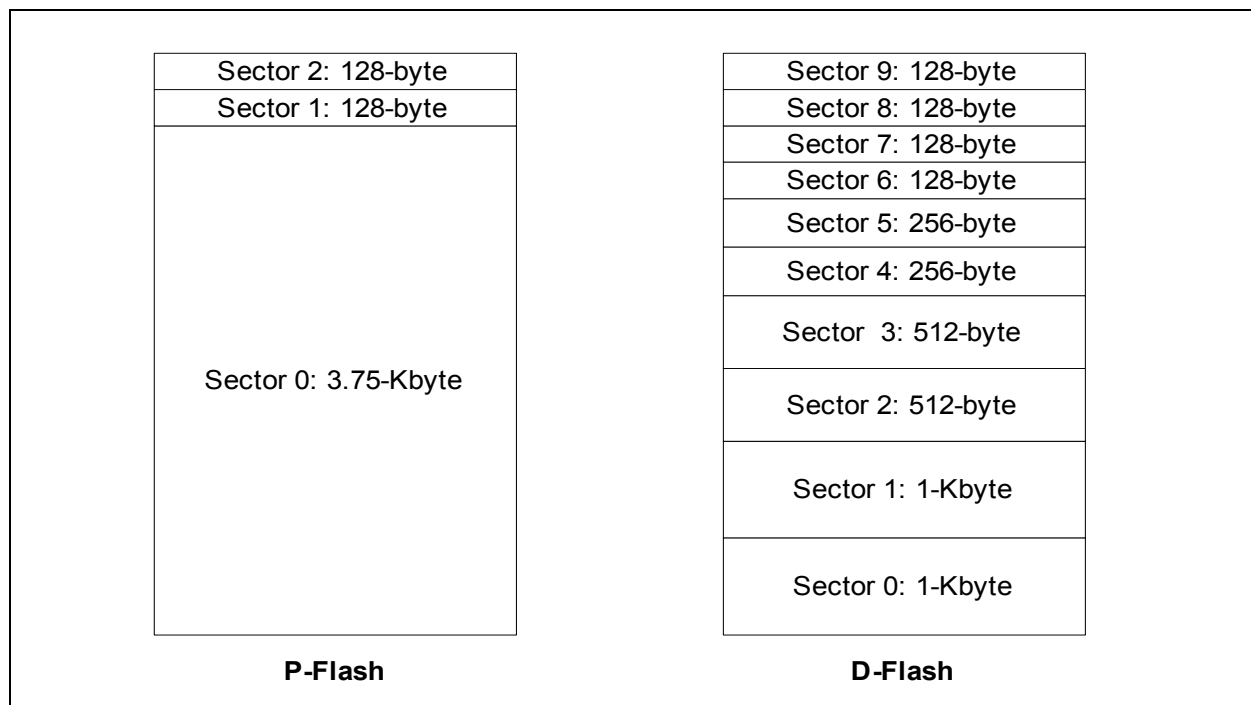 Sector 2: 128-byte
Sector 1: 128-byte
Sector 0: 3.75-Kbyte
P-Flash
Sector 9: 128-byte
Sector 8: 128-byte
Sector 7: 128-byte
Sector 6: 128-byte
Sector 5: 256-byte
Sector 4: 256-byte
Sector 3: 512-byte
Sector 2: 512-byte
Sector 1: 1-Kbyte
Sector 0: 1-Kbyte
D-Flash